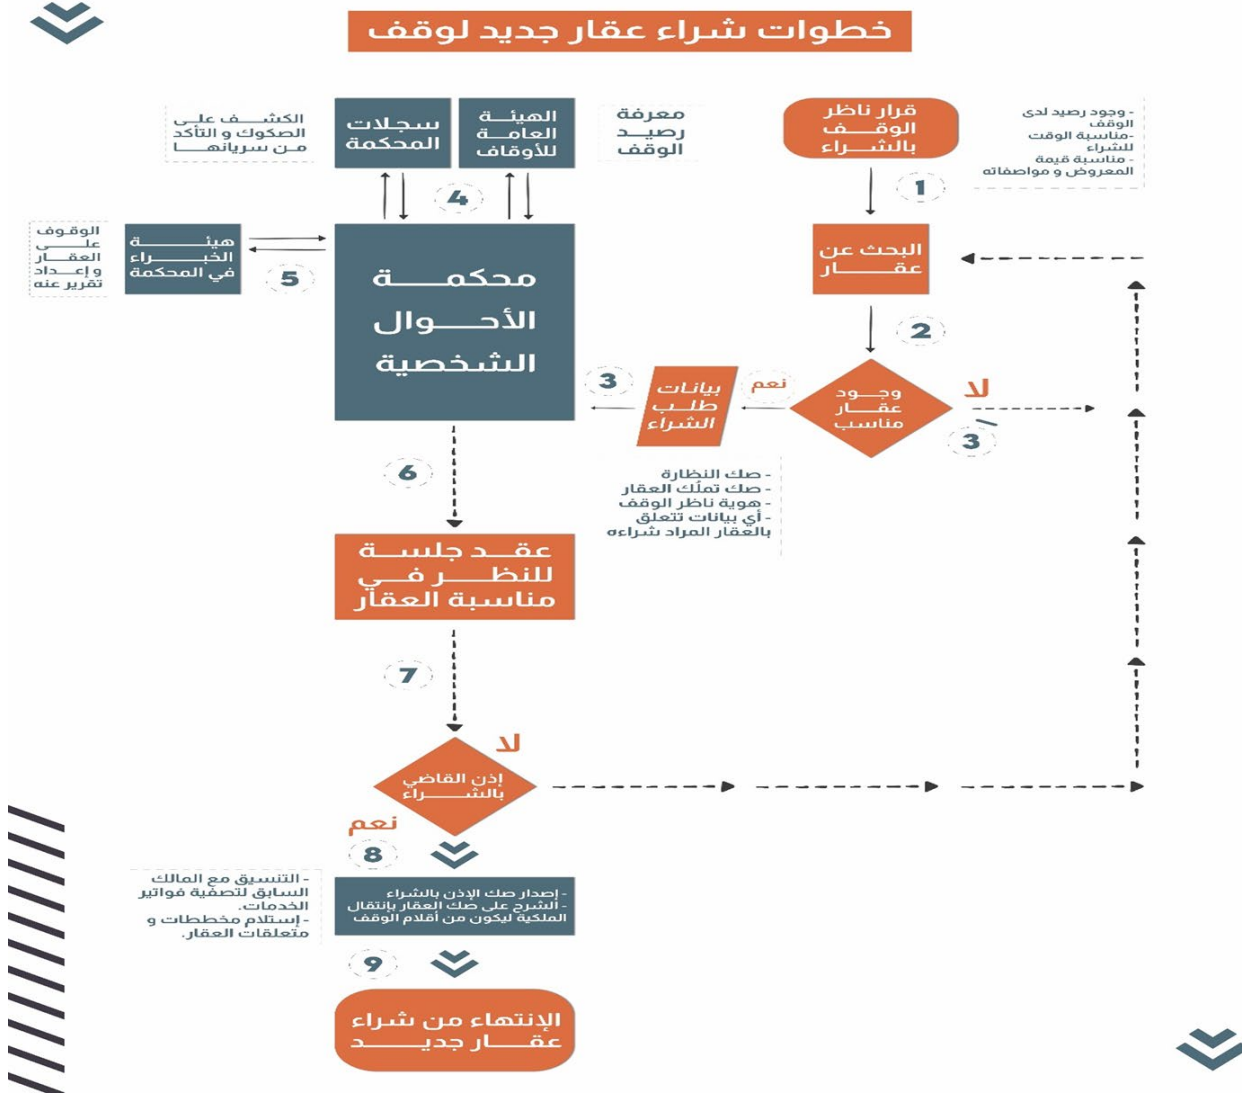 خطوات شراء عقار جديد لوقف
قرار ناظر
الوقف
بالشراء
- وجود رصيد لدى
الوقف
-مناسبة الوقت
للشراء
- مناسبة قيمة
المعروض و مواصفاته
1
البحث عن
عقار
2
وجود
عقار
مناسب
لا
3
نعم
بيانات
طلب
الشراء
- صك النظارة
- صك تملّك العقار
- هوية ناظر الوقف
- أي بيانات تتعلق
بالعقار المراد شراءه
3
محكمة
الأحوال
الشخصية
4
الهيئة
العامة
للأوقاف
معرفة
رصيد
الوقف
سجلات
المحكمة
الكشف على
الصكوك و التأكد
من سريانها
5
هيئة
الخبراء
في المحكمة
الوقوف
على
العقار
و إعداد
تقرير عنه
6
عقد جلسة
للنظر في
مناسبة العقار
7
إذن القاضي
بالشراء
لا
نعم
8
- إصدار صك الإذن بالشراء
- الشرح على صك العقار بإنتقال
الملكية ليكون من أقلام الوقف
- التنسيق مع المالك
السابق لتصفية فواتير
الخدمات.
- إستلام مخططات و
متعلقات العقار.
9
الإنتهاء من شراء
عقار جديد